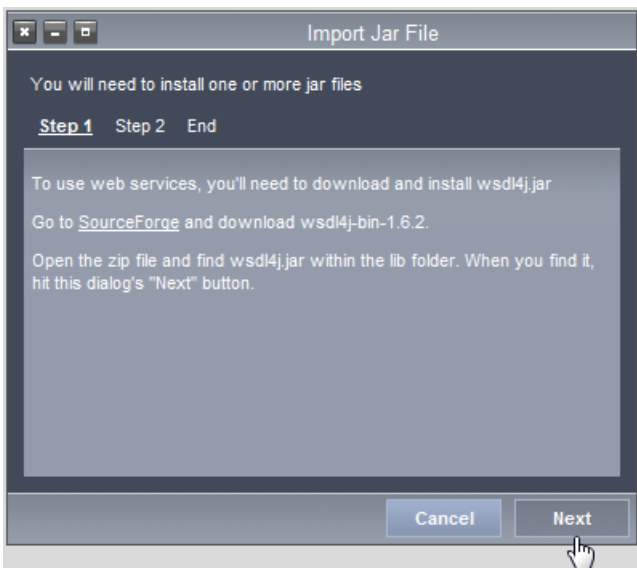 Import Jar File
You will need to install one or more jar files
Step 1 Step 2 End
To use web services, you'll need to download and install wsdl4j.jar
Go to SourceForge and download wsdl4j-bin-1.6.2.
Open the zip file and find wsdl4j.jar within the lib folder. When you find it,
hit this dialog's "Next" button.
Cancel Next